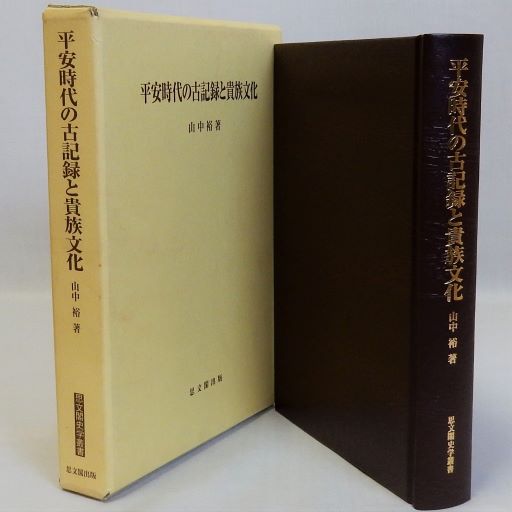 平安時代の古記録と貴族文化
山中 裕 著
思文閣史学叢書
思文閣出版
平安時代の古記録と貴族文化
山中裕著
思文閣出版
平安時代の古記録と貴族文化
山中 裕 著
思文閣史学叢書